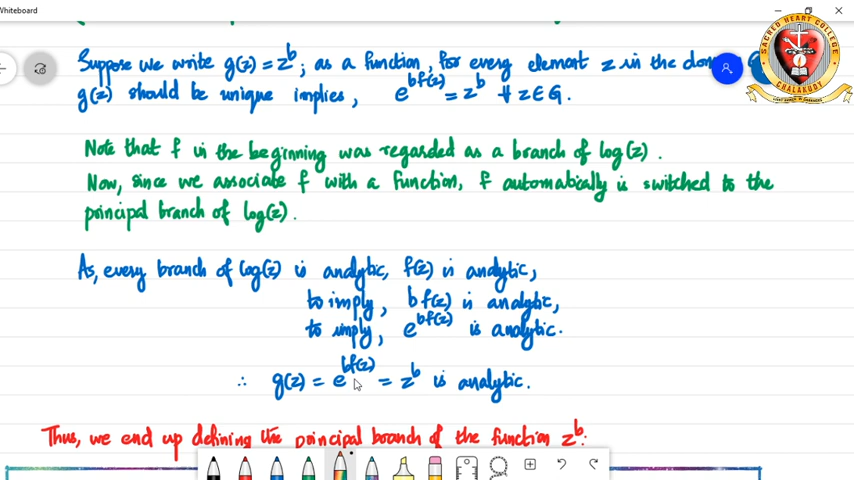 Whiteboard
Suppose we write g(z) = z^b ; as a function, for every element z in the
g(z) should be unique implies, e^{bf(z)} = z^b ∀ z∈G.
Note that f in the beginning was regarded as a branch of log(z).
Now, since we associate f with a function, f automatically is switched to the
principal branch of log(z).
As, every branch of log(z) is analytic, f(z) is analytic,
to imply, bf(z) is analytic,
to imply, e^{bf(z)} is analytic.
∴ g(z) = e^{bf(z)} = z^b is analytic.
Thus, we end up defining the principal branch of the function z^b.
SACRED HEART COLLEGE
CHALAKUDY